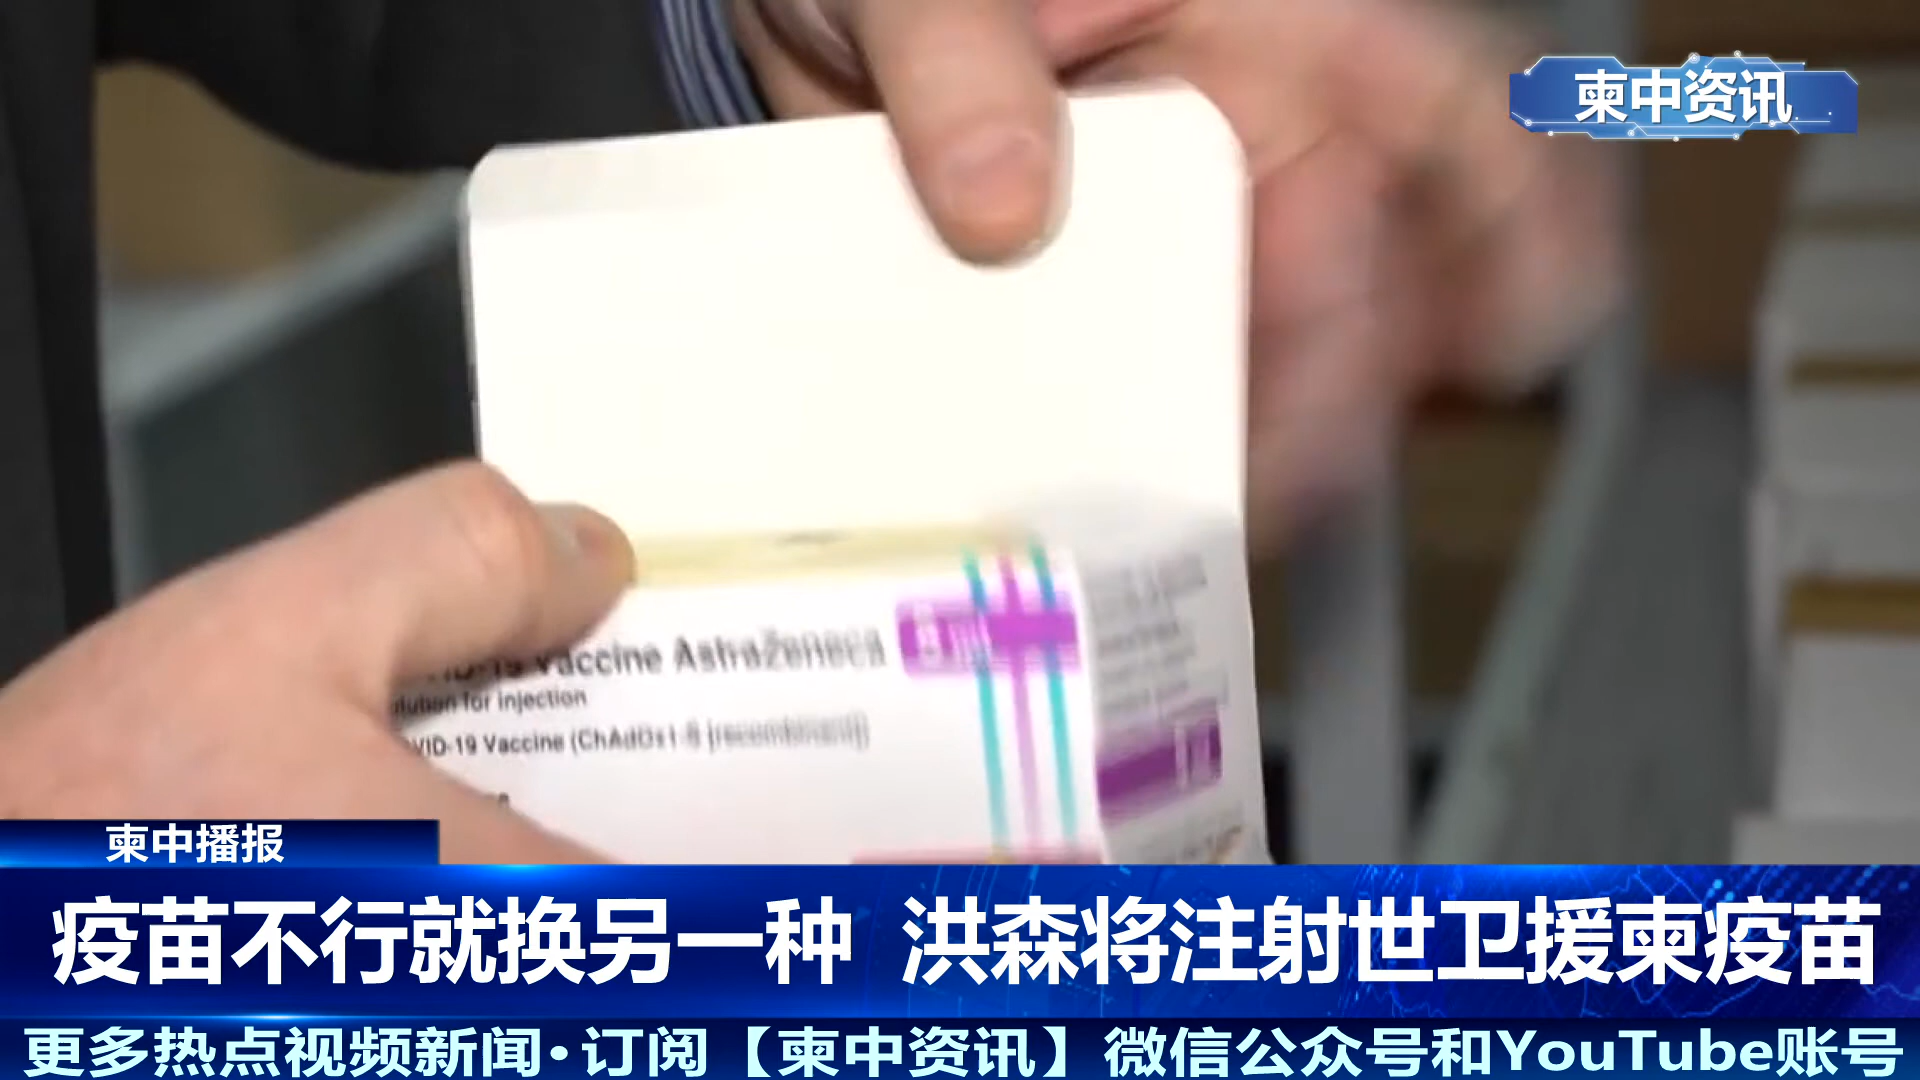 柬中资讯
Vaccine AstraZeneca
for injection
VID-19 Vaccine (ChAdOx1-S [recombinant])
柬中播报
疫苗不行就换另一种 洪森将注射世卫援柬疫苗
更多热点视频新闻·订阅【柬中资讯】微信公众号和YouTube账号